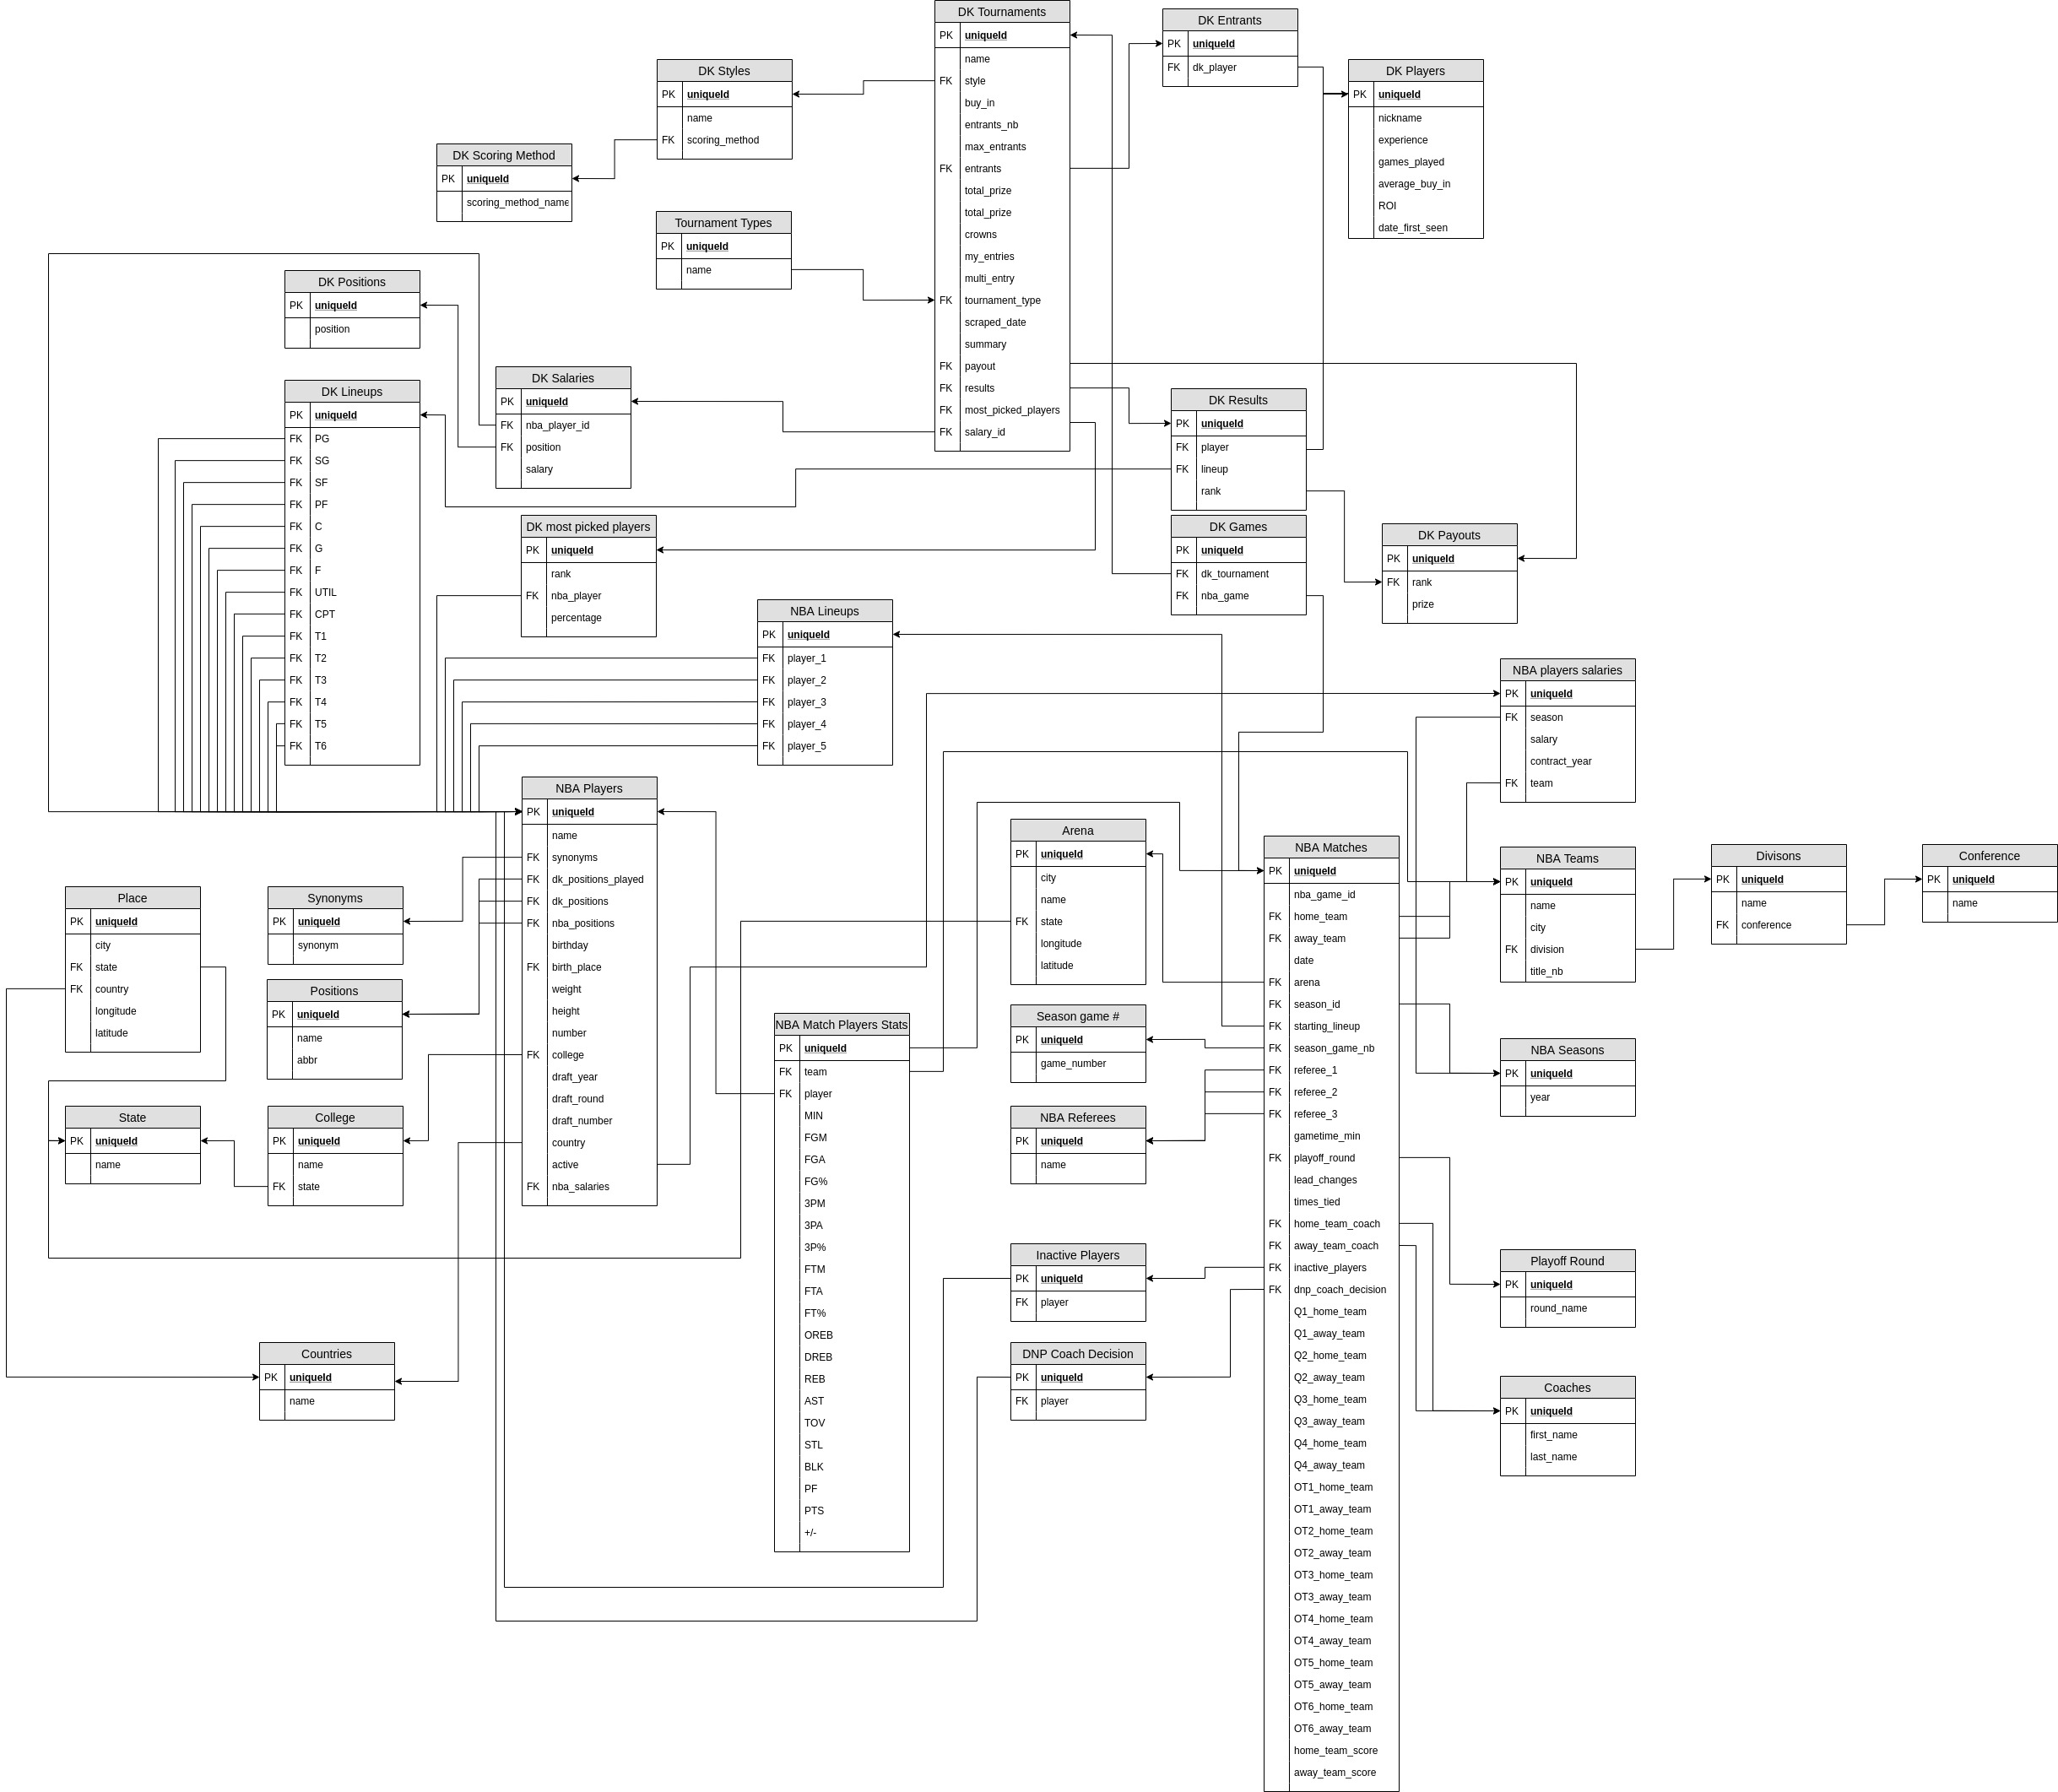 DK Tournaments
PK uniqueId
name
FK style
buy_in
entrants_nb
max_entrants
FK entrants
total_prize
total_prize
crowns
my_entries
multi_entry
FK tournament_type
scraped_date
summary
FK payout
FK results
FK most_picked_players
FK salary_id
DK Entrants
PK uniqueId
FK dk_player
DK Players
PK uniqueId
nickname
experience
games_played
average_buy_in
ROI
date_first_seen
DK Styles
PK uniqueId
name
FK scoring_method
DK Scoring Method
PK uniqueId
scoring_method_name
Tournament Types
PK uniqueId
name
DK Positions
PK uniqueId
position
DK Salaries
PK uniqueId
FK nba_player_id
FK position
salary
DK Lineups
PK uniqueId
FK PG
FK SG
FK SF
FK PF
FK C
FK G
FK F
FK UTIL
FK CPT
FK T1
FK T2
FK T3
FK T4
FK T5
FK T6
DK Results
PK uniqueId
FK player
FK lineup
rank
DK most picked players
PK uniqueId
rank
FK nba_player
percentage
DK Games
PK uniqueId
FK dk_tournament
FK nba_game
DK Payouts
PK uniqueId
FK rank
prize
NBA Lineups
PK uniqueId
FK player_1
FK player_2
FK player_3
FK player_4
FK player_5
NBA players salaries
PK uniqueId
FK season
salary
contract_year
FK team
NBA Players
PK uniqueId
name
FK synonyms
FK dk_positions_played
FK dk_positions
FK nba_positions
birthday
FK birth_place
weight
height
number
FK college
draft_year
draft_round
draft_number
country
active
FK nba_salaries
Arena
PK uniqueId
city
name
FK state
longitude
latitude
NBA Matches
PK uniqueId
nba_game_id
FK home_team
FK away_team
date
FK arena
FK season_id
FK starting_lineup
FK season_game_nb
FK referee_1
FK referee_2
FK referee_3
gametime_min
FK playoff_round
lead_changes
times_tied
FK home_team_coach
FK away_team_coach
FK inactive_players
FK dnp_coach_decision
Q1_home_team
Q1_away_team
Q2_home_team
Q2_away_team
Q3_home_team
Q3_away_team
Q4_home_team
Q4_away_team
OT1_home_team
OT1_away_team
OT2_home_team
OT2_away_team
OT3_home_team
OT3_away_team
OT4_home_team
OT4_away_team
OT5_home_team
OT5_away_team
OT6_home_team
OT6_away_team
home_team_score
away_team_score
NBA Teams
PK uniqueId
name
city
FK division
title_nb
Divisons
PK uniqueId
name
FK conference
Conference
PK uniqueId
name
Place
PK uniqueId
city
FK state
FK country
longitude
latitude
Synonyms
PK uniqueId
synonym
Positions
PK uniqueId
name
abbr
NBA Match Players Stats
PK uniqueId
FK team
FK player
MIN
FGM
FGA
FG%
3PM
3PA
3P%
FTM
FTA
FT%
OREB
DREB
REB
AST
TOV
STL
BLK
PF
PTS
+/-
Season game #
PK uniqueId
game_number
NBA Seasons
PK uniqueId
year
State
PK uniqueId
name
College
PK uniqueId
name
FK state
NBA Referees
PK uniqueId
name
Inactive Players
PK uniqueId
FK player
Playoff Round
PK uniqueId
round_name
Countries
PK uniqueId
name
DNP Coach Decision
PK uniqueId
FK player
Coaches
PK uniqueId
first_name
last_name